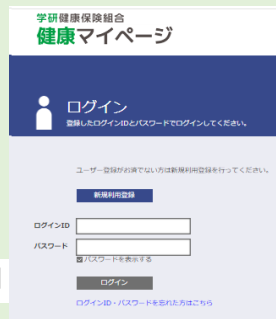 学研健康保険組合
健康マイページ
ログイン
登録したログインIDとパスワードでログインしてください。
ユーザー登録がお済でない方は新規利用登録を行ってください。
新規利用登録
ログインID
パスワード
パスワードを表示する
ログイン
ログインID・パスワードを忘れた方はこちら